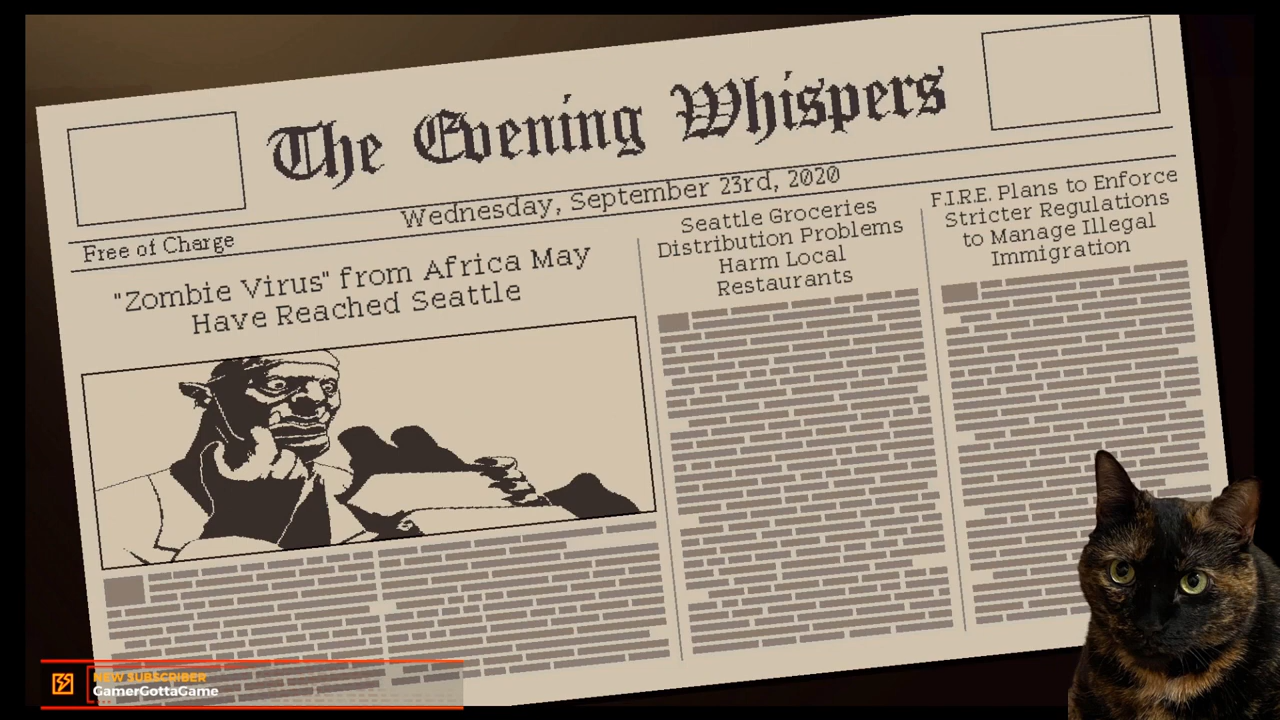 The Evening Whispers
Wednesday, September 23rd, 2020
Free of Charge
"Zombie Virus" from Africa May
Have Reached Seattle
Seattle Groceries
Distribution Problems
Harm Local
Restaurants
F.I.R.E. Plans to Enforce
Stricter Regulations
to Manage Illegal
Immigration
NEW SUBSCRIBER
GamerGottaGame